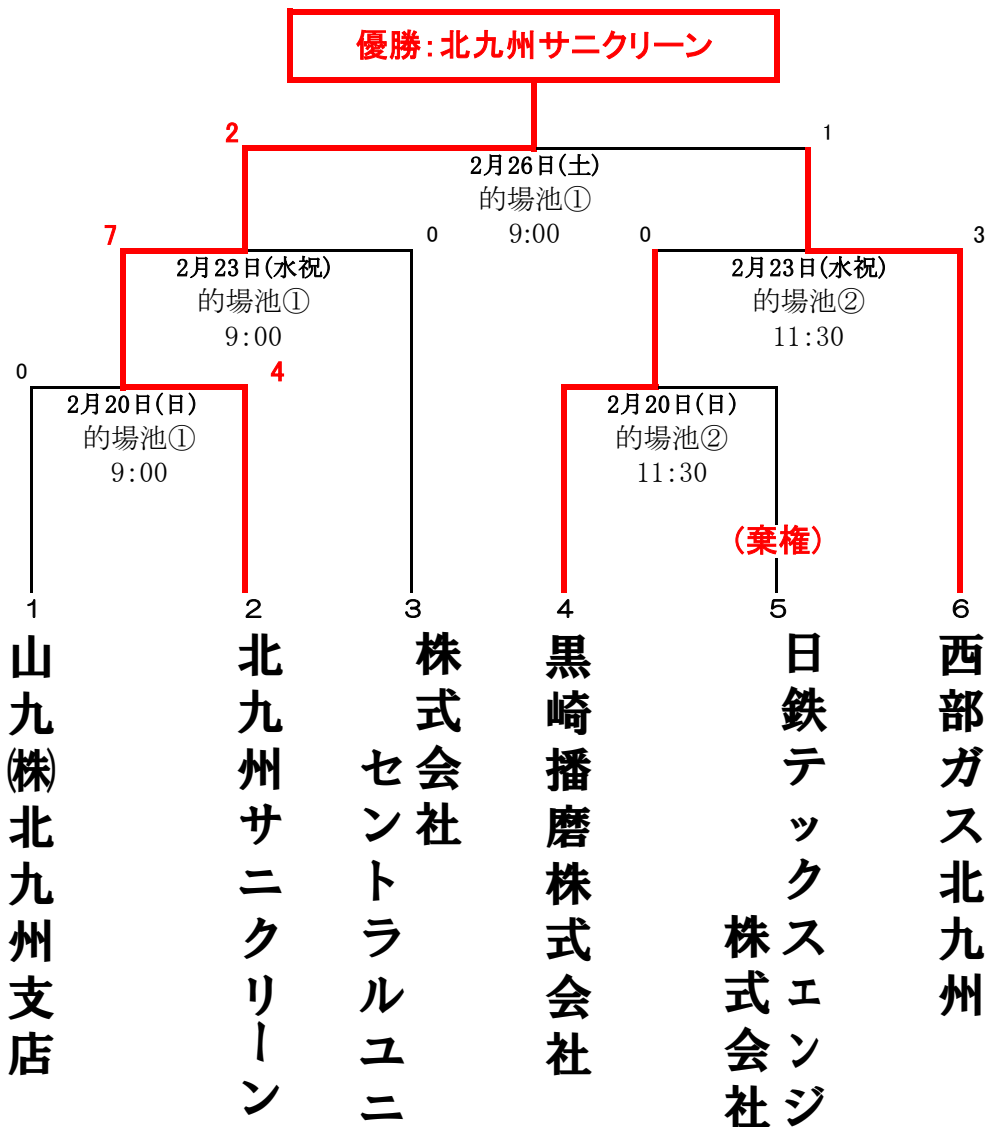 優勝：北九州サニクリーン
2
1
2月26日(土)
的場池①
9:00
7
0
0
3
2月23日(水祝)
的場池①
9:00
2月23日(水祝)
的場池②
11:30
0
4
2月20日(日)
的場池①
9:00
2月20日(日)
的場池②
11:30
(棄権)
1
2
3
4
5
6
山九㈱北九州支店
北九州サニクリーン
株式会社
セントラルユニ
黒崎播磨株式会社
日鉄テックスエンジ
株式会社
西部ガス北九州